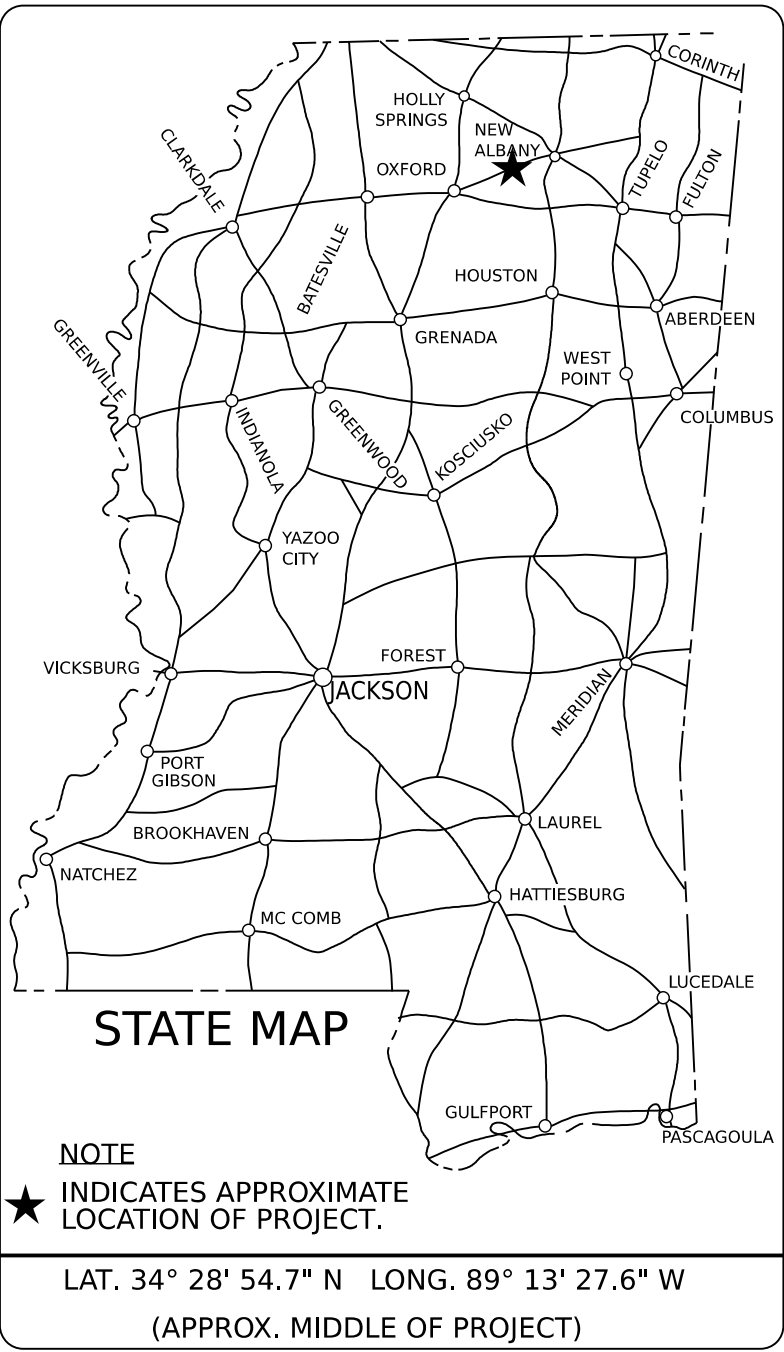 CORINTH
HOLLY
SPRINGS
NEW
ALBANY
CLARKDALE
OXFORD
TUPELO
FULTON
BATESVILLE
HOUSTON
ABERDEEN
GREENVILLE
GRENADA
WEST
POINT
COLUMBUS
INDIANOLA
GREENWOOD
KOSCIUSKO
YAZOO
CITY
VICKSBURG
FOREST
JACKSON
MERIDIAN
PORT
GIBSON
BROOKHAVEN
LAUREL
NATCHEZ
HATTIESBURG
MC COMB
LUCEDALE
STATE MAP
GULFPORT
PASCAGOULA
NOTE
INDICATES APPROXIMATE
LOCATION OF PROJECT.
LAT. 34° 28' 54.7" N LONG. 89° 13' 27.6" W
(APPROX. MIDDLE OF PROJECT)